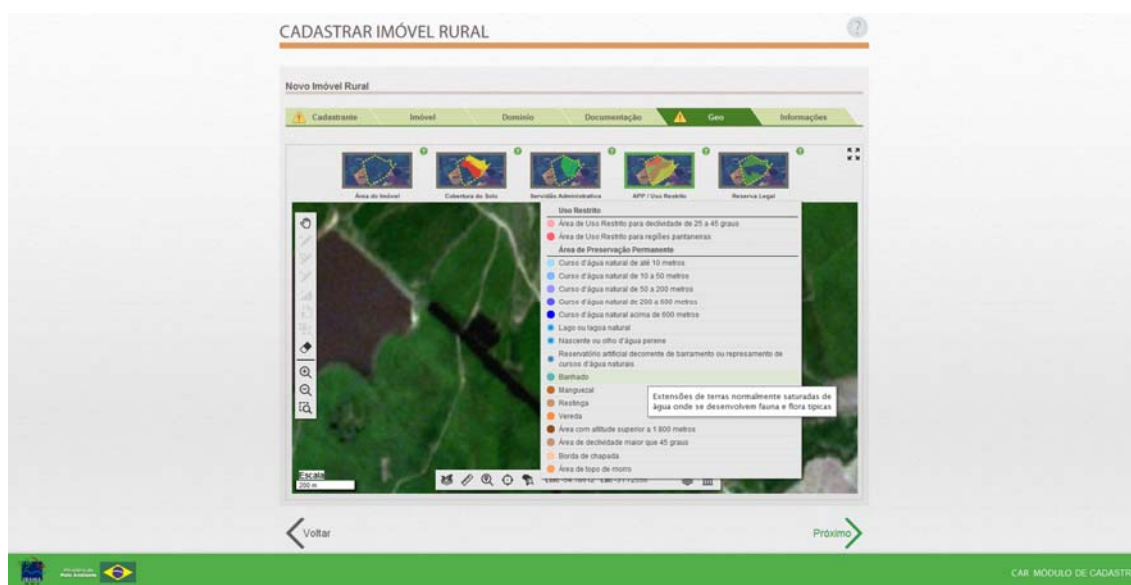 CADASTRAR IMÓVEL RURAL
?
Novo Imóvel Rural
Cadastrante
Imóvel
Domínio
Documentação
Geo
Informações
Área do Imóvel
Cobertura do Solo
Servidão Administrativa
APP / Uso Restrito
Reserva Legal
Uso Restrito
Área de Uso Restrito para declividade de 25 a 45 graus
Área de Uso Restrito para regiões pantaneiras
Área de Preservação Permanente
Curso d'água natural de até 10 metros
Curso d'água natural de 10 a 50 metros
Curso d'água natural de 50 a 200 metros
Curso d'água natural de 200 a 600 metros
Curso d'água natural acima de 600 metros
Lago ou lagoa natural
Nascente ou olho d'água perene
Reservatório artificial decorrente de barramento ou represamento de
cursos d'água naturais
Banhado
Extensões de terras normalmente saturadas de
água onde se desenvolvem fauna e flora típicas
Manguezal
Restinga
Vereda
Área com altitude superior a 1.800 metros
Área de declividade maior que 45 graus
Borda de chapada
Área de topo de morro
Escala
200 m
Voltar
Próximo
IBAMA
Ministério do
Meio Ambiente
CAR MÓDULO DE CADASTR